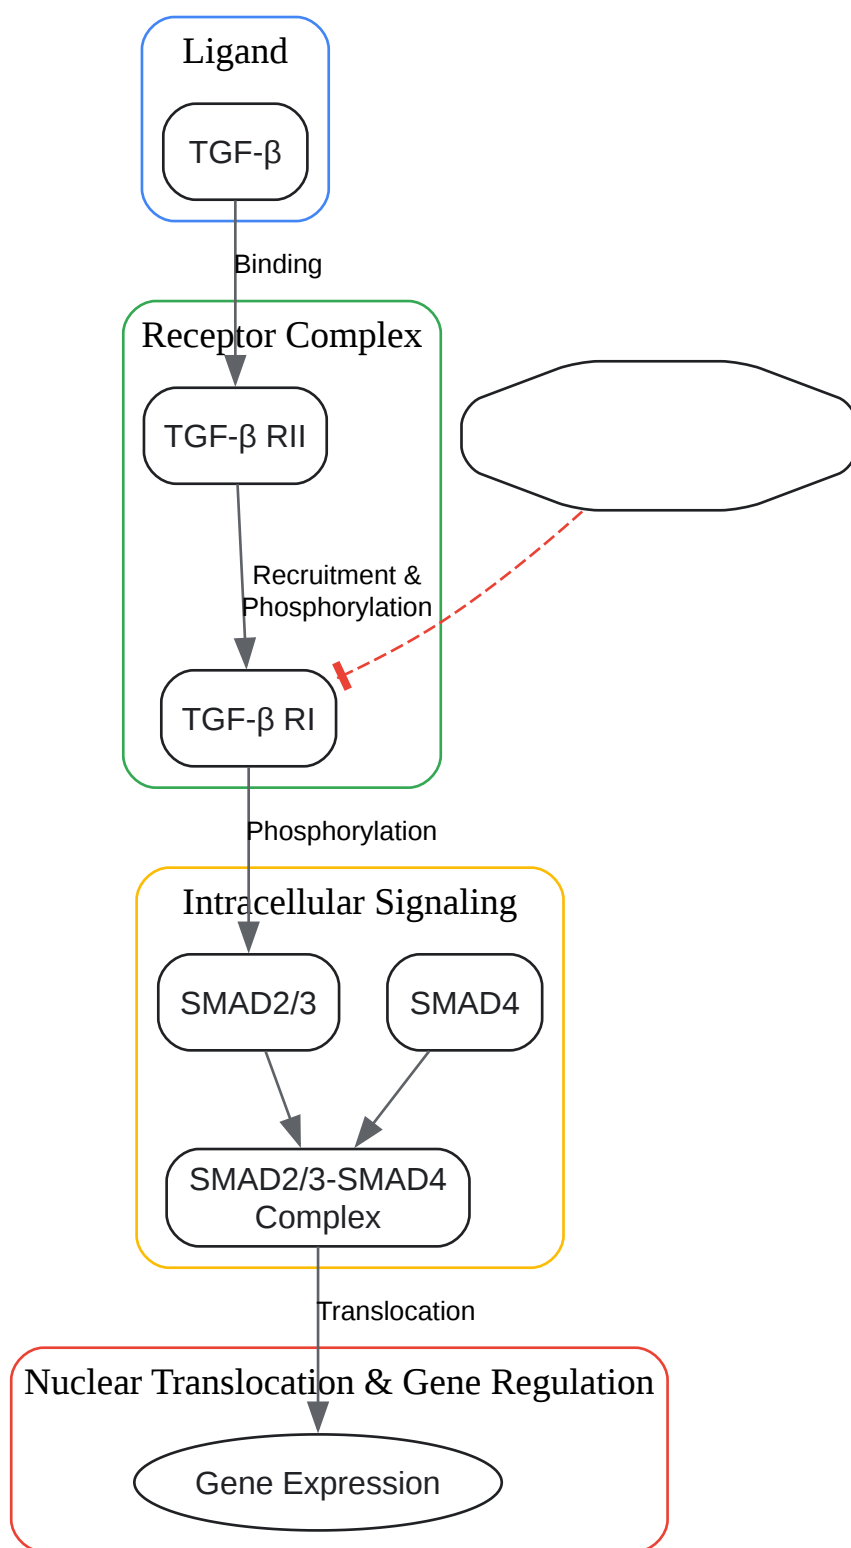 Ligand
TGF-β
Binding
Receptor Complex
TGF-β RII
Recruitment &
Phosphorylation
TGF-β RI
Phosphorylation
Intracellular Signaling
SMAD2/3
SMAD4
SMAD2/3-SMAD4
Complex
Translocation
Nuclear Translocation & Gene Regulation
Gene Expression